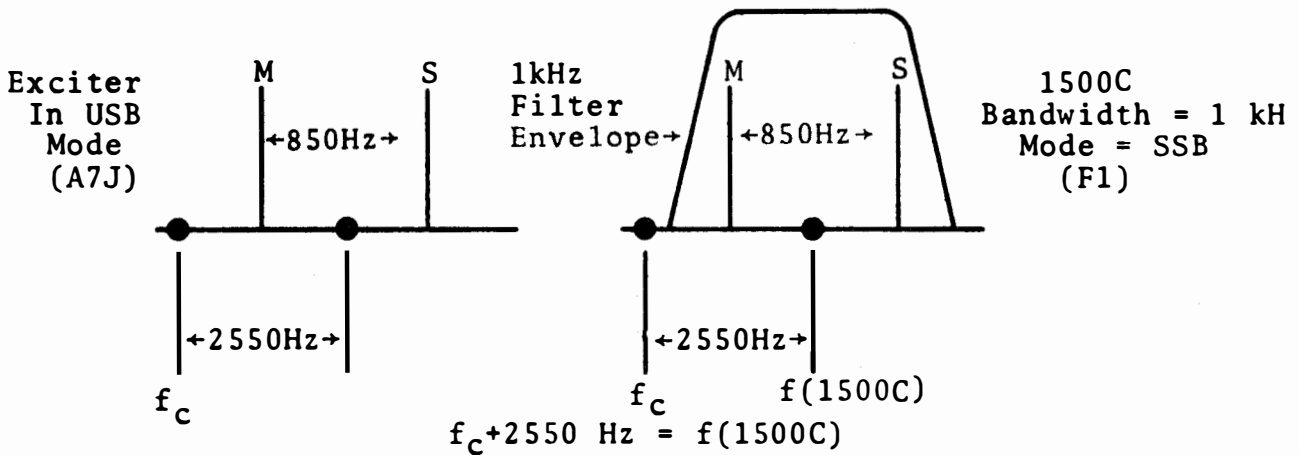 Exciter
In USB
Mode
(A7J)
M
S
←850Hz→
←2550Hz→
fc
1kHz
Filter
Envelope→
M
S
←850Hz→
←2550Hz→
fc
f(1500C)
1500C
Bandwidth = 1 kH
Mode = SSB
(F1)
fc+2550 Hz = f(1500C)